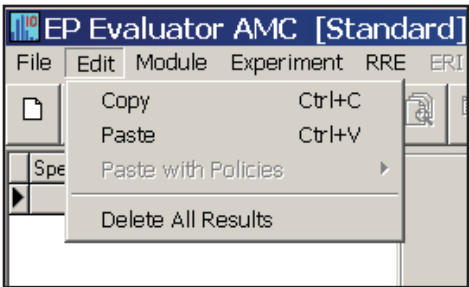 EP Evaluator AMC [Standard]
File Edit Module Experiment RRE ERI
Copy Ctrl+C
Paste Ctrl+V
Spe Paste with Policies
Delete All Results